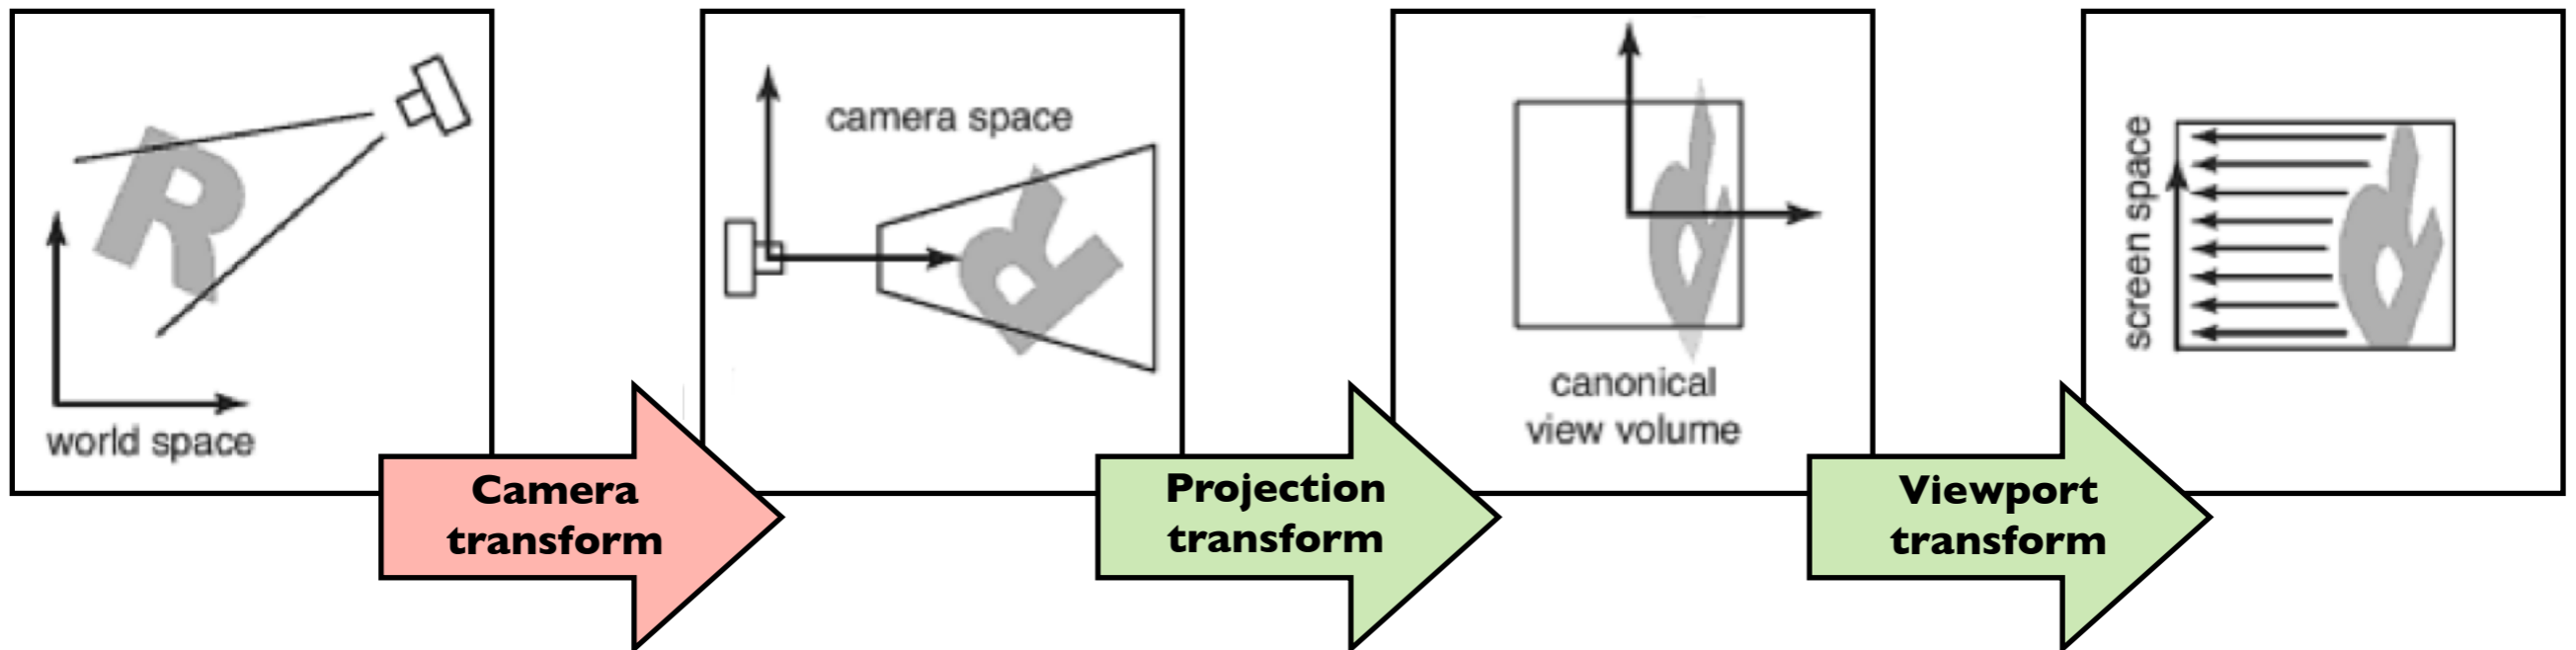 world space
Camera
transform
camera space
Projection
transform
canonical
view volume
Viewport
transform
screen space